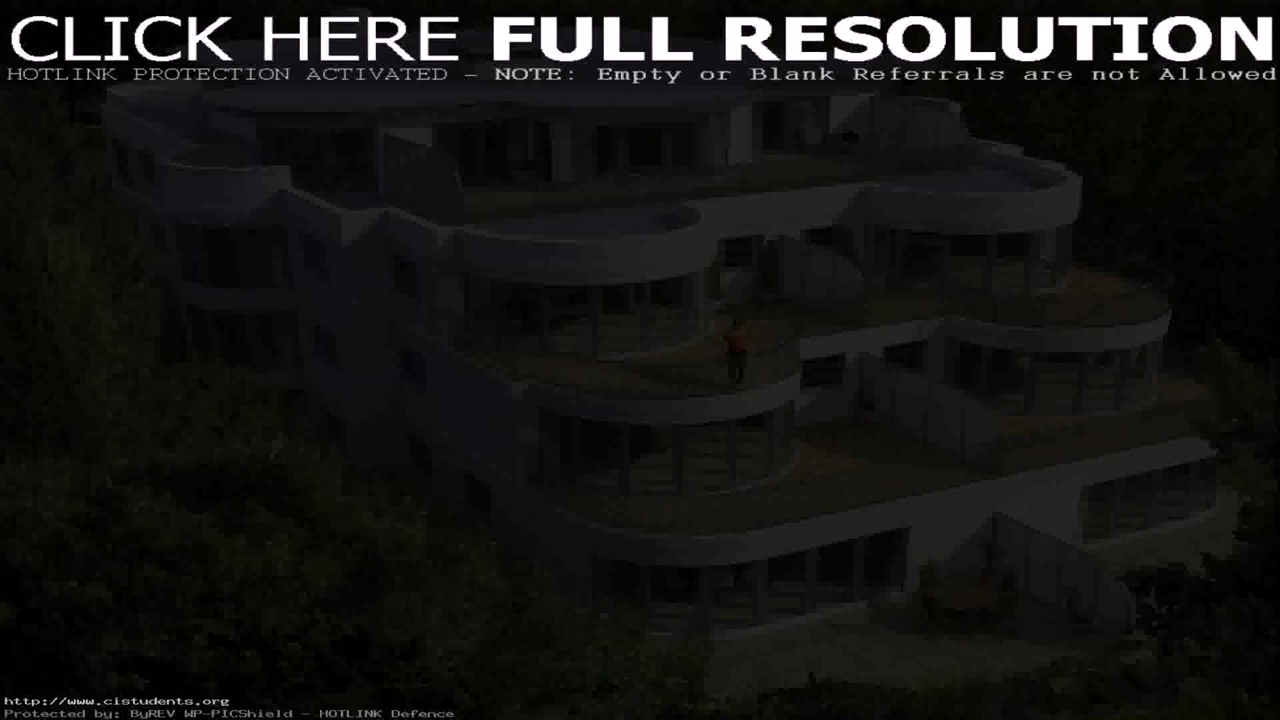 CLICK HERE FULL RESOLUTION
HOTLINK PROTECTION ACTIVATED - NOTE: Empty or Blank Referrals are not Allowed
http://www.cistudents.org
Protected by: ByREV WP-PICShield - HOTLINK Defence